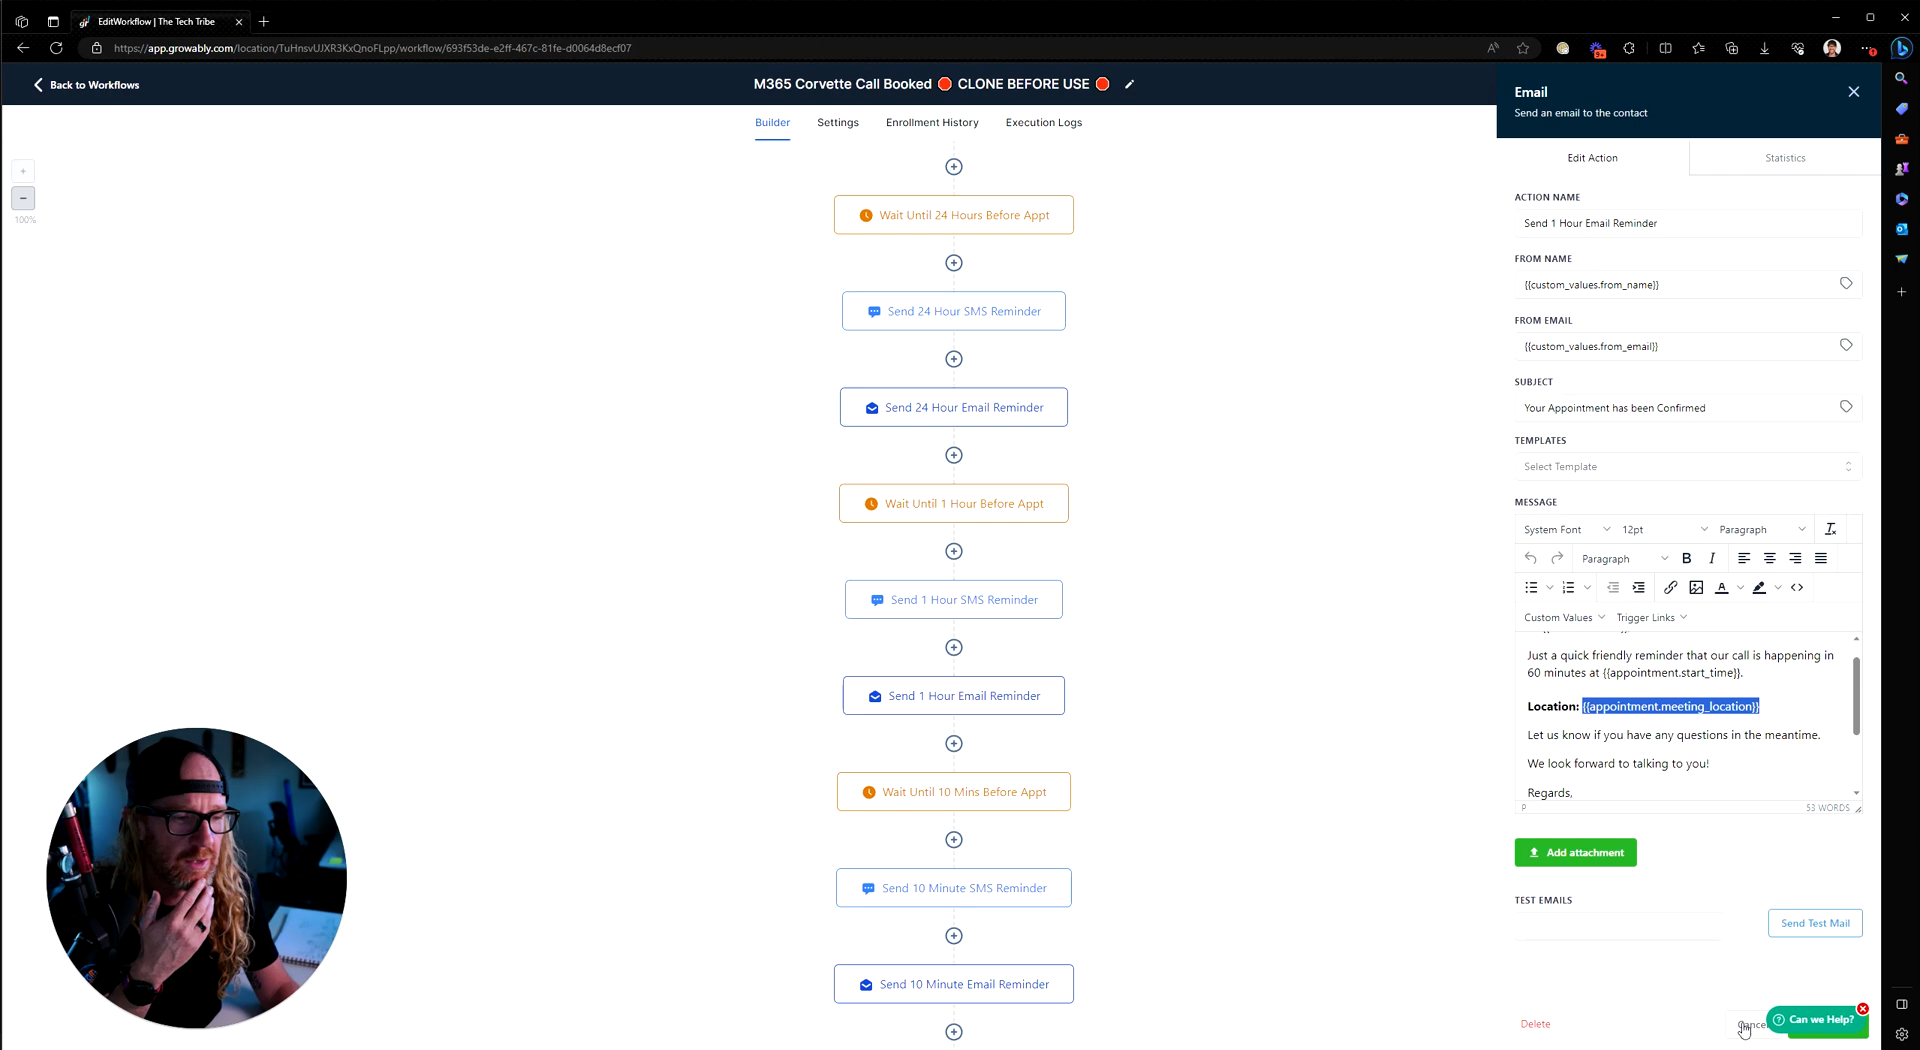 EditWorkflow | The Tech Tribe
https://app.growably.com/location/TuHnsvUJXR3KxQnoFLpp/workflow/693f53de-e2ff-467c-81fe-d0064d8ecf07
Back to Workflows
M365 Corvette Call Booked 🛑 CLONE BEFORE USE 🛑
Builder
Settings
Enrollment History
Execution Logs
100%
Wait Until 24 Hours Before Appt
Send 24 Hour SMS Reminder
Send 24 Hour Email Reminder
Wait Until 1 Hour Before Appt
Send 1 Hour SMS Reminder
Send 1 Hour Email Reminder
Wait Until 10 Mins Before Appt
Send 10 Minute SMS Reminder
Send 10 Minute Email Reminder
Email
Send an email to the contact
Edit Action
Statistics
ACTION NAME
Send 1 Hour Email Reminder
FROM NAME
{{custom_values.from_name}}
FROM EMAIL
{{custom_values.from_email}}
SUBJECT
Your Appointment has been Confirmed
TEMPLATES
Select Template
MESSAGE
System Font
12pt
Paragraph
Paragraph
B
I
A
Custom Values
Trigger Links
Just a quick friendly reminder that our call is happening in
60 minutes at {{appointment.start_time}}.
Location: {{appointment.meeting_location}}
Let us know if you have any questions in the meantime.
We look forward to talking to you!
Regards,
P
53 WORDS
Add attachment
TEST EMAILS
Send Test Mail
Delete
Can we Help?